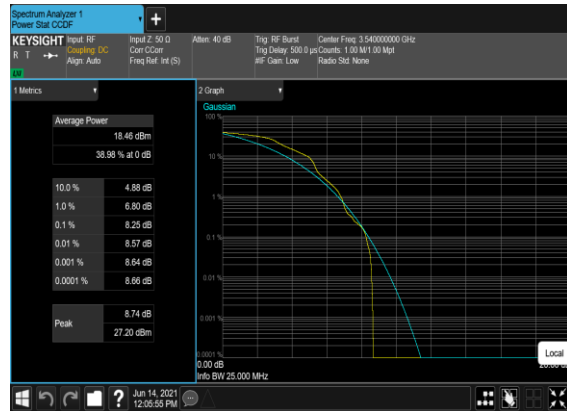 Spectrum Analyzer 1
Power Stat CCDF
KEYSIGHT
R T
LXI
Input: RF
Coupling: DC
Align: Auto
Input Z: 50 Ω
Corr CCorr
Freq Ref: Int (S)
Atten: 40 dB
Trig: RF Burst
Trig Delay: 500.0 µs
#IF Gain: Low
Center Freq: 3.540000000 GHz
Counts: 1.00 M/1.00 Mpt
Radio Std: None
1 Metrics
Average Power
18.46 dBm
38.98 % at 0 dB
10.0 % 4.88 dB
1.0 % 6.80 dB
0.1 % 8.25 dB
0.01 % 8.57 dB
0.001 % 8.64 dB
0.0001 % 8.66 dB
Peak
8.74 dB
27.20 dBm
2 Graph
Gaussian
100 %
10 %
1 %
0.1 %
0.01 %
0.001 %
0.0001 %
0.00 dB
Info BW 25.000 MHz
Local
?
Jun 14, 2021
12:05:55 PM